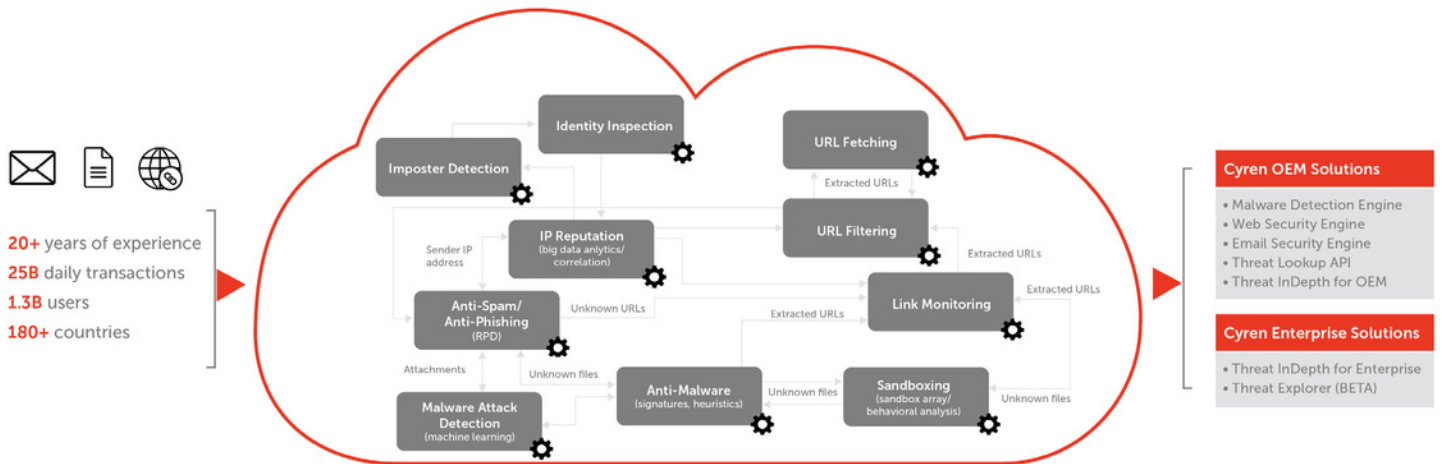 20+ years of experience
25B daily transactions
1.3B users
180+ countries
Identity Inspection
Imposter Detection
URL Fetching
Extracted URLs
IP Reputation
(big data anlytics/
correlation)
URL Filtering
Sender IP
address
Extracted URLs
Anti-Spam/
Anti-Phishing
(RPD)
Unknown URLs
Link Monitoring
Extracted URLs
Extracted URLs
Attachments
Unknown files
Anti-Malware
(signatures, heuristics)
Unknown files
Sandboxing
(sandbox array/
behavioral analysis)
Unknown files
Malware Attack
Detection
(machine learning)
Cyren OEM Solutions
• Malware Detection Engine
• Web Security Engine
• Email Security Engine
• Threat Lookup API
• Threat InDepth for OEM
Cyren Enterprise Solutions
• Threat InDepth for Enterprise
• Threat Explorer (BETA)